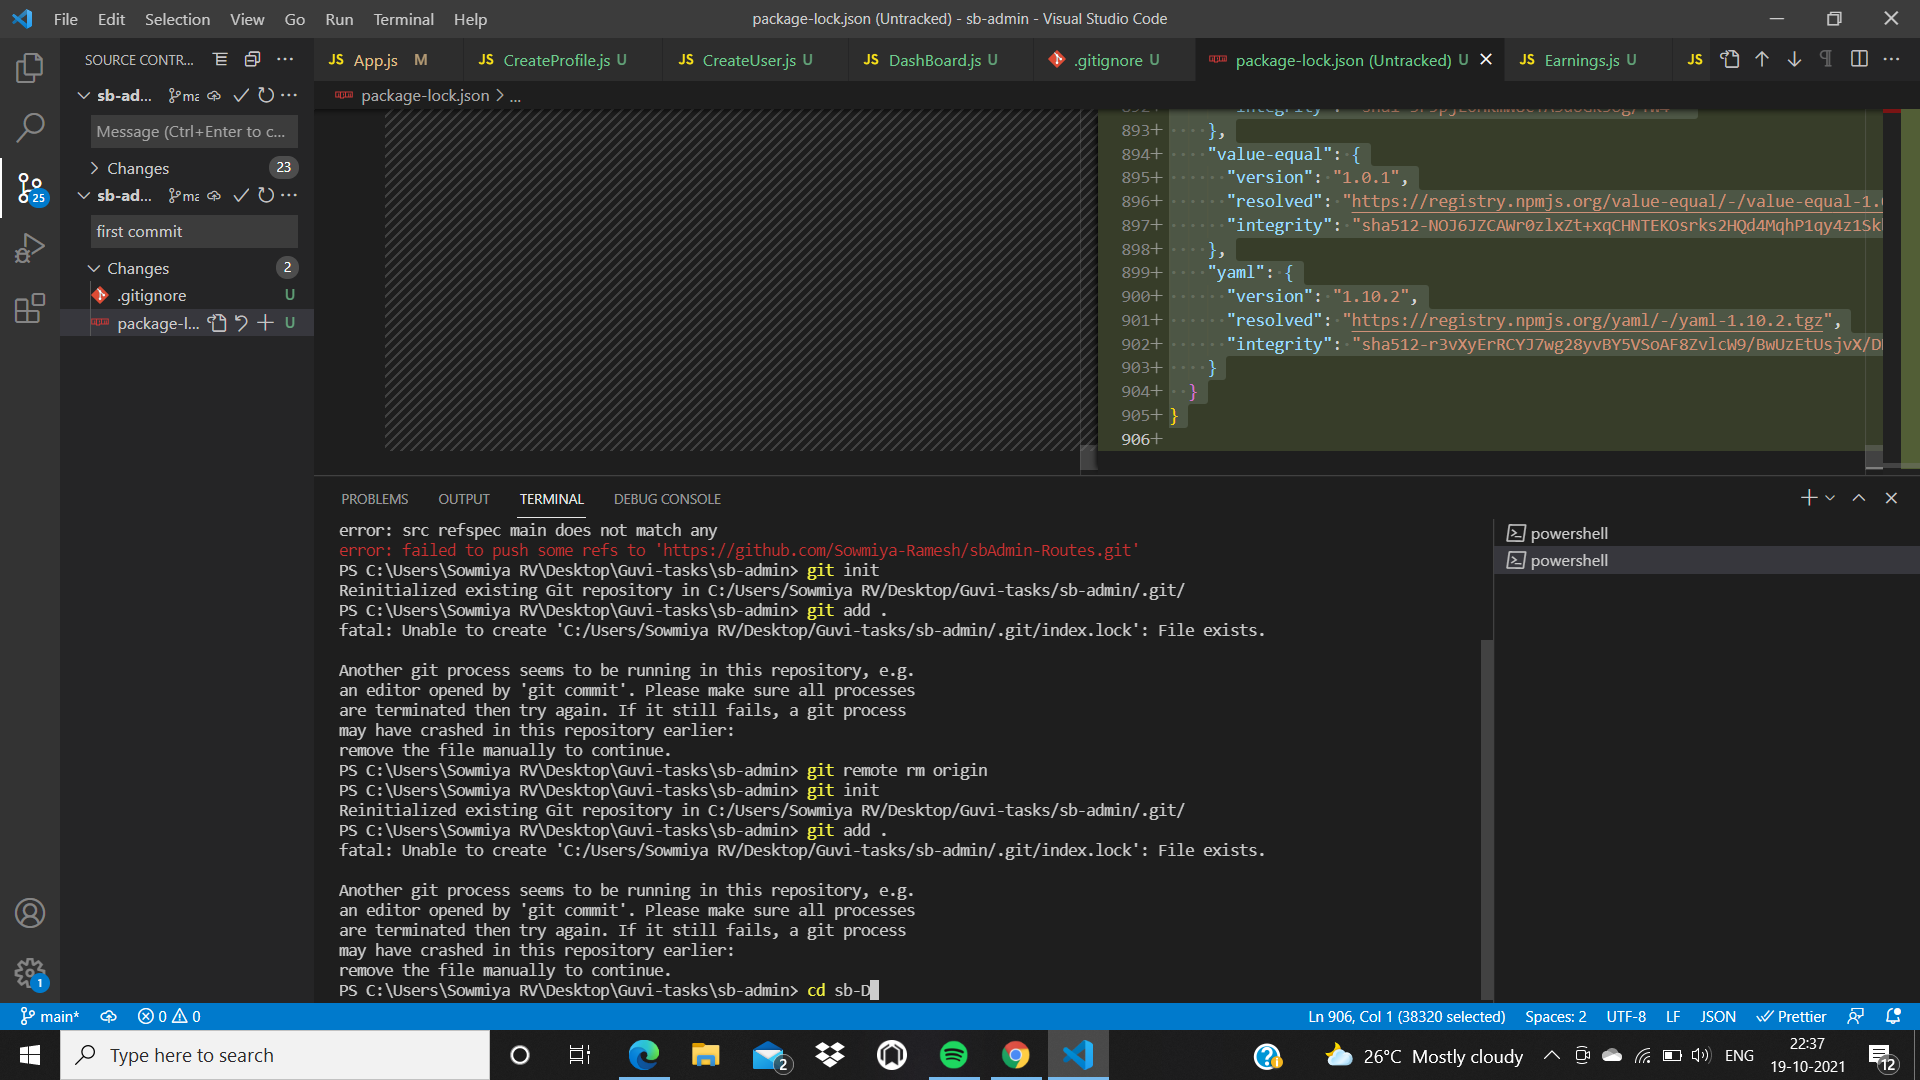 File Edit Selection View Go Run Terminal Help
package-lock.json (Untracked) - sb-admin - Visual Studio Code
SOURCE CONTR...
JS App.js M
JS CreateProfile.js U
JS CreateUser.js U
JS DashBoard.js U
.gitignore U
package-lock.json (Untracked) U
JS Earnings.js U
JS
package-lock.json > ...
sb-ad... ma
Message (Ctrl+Enter to c...
Changes 23
sb-ad... ma
first commit
Changes 2
.gitignore U
package-l... U
25
893+ },
894+ "value-equal": {
895+ "version": "1.0.1",
896+ "resolved": "https://registry.npmjs.org/value-equal/-/value-equal-1.
897+ "integrity": "sha512-NOJ6JZCAWr0zlxZt+xqCHNTEKOsrks2HQd4MqhP1qy4z1Sk
898+ },
899+ "yaml": {
900+ "version": "1.10.2",
901+ "resolved": "https://registry.npmjs.org/yaml/-/yaml-1.10.2.tgz",
902+ "integrity": "sha512-r3vXyErRCYJ7wg28yvBY5VSoAF8ZvlcW9/BwUzEtUsjvX/D
903+ }
904+ }
905+ }
906+
PROBLEMS OUTPUT TERMINAL DEBUG CONSOLE
error: src refspec main does not match any
error: failed to push some refs to 'https://github.com/Sowmiya-Ramesh/sbAdmin-Routes.git'
PS C:\Users\Sowmiya RV\Desktop\Guvi-tasks\sb-admin> git init
Reinitialized existing Git repository in C:/Users/Sowmiya RV/Desktop/Guvi-tasks/sb-admin/.git/
PS C:\Users\Sowmiya RV\Desktop\Guvi-tasks\sb-admin> git add .
fatal: Unable to create 'C:/Users/Sowmiya RV/Desktop/Guvi-tasks/sb-admin/.git/index.lock': File exists.
Another git process seems to be running in this repository, e.g.
an editor opened by 'git commit'. Please make sure all processes
are terminated then try again. If it still fails, a git process
may have crashed in this repository earlier:
remove the file manually to continue.
PS C:\Users\Sowmiya RV\Desktop\Guvi-tasks\sb-admin> git remote rm origin
PS C:\Users\Sowmiya RV\Desktop\Guvi-tasks\sb-admin> git init
Reinitialized existing Git repository in C:/Users/Sowmiya RV/Desktop/Guvi-tasks/sb-admin/.git/
PS C:\Users\Sowmiya RV\Desktop\Guvi-tasks\sb-admin> git add .
fatal: Unable to create 'C:/Users/Sowmiya RV/Desktop/Guvi-tasks/sb-admin/.git/index.lock': File exists.
Another git process seems to be running in this repository, e.g.
an editor opened by 'git commit'. Please make sure all processes
are terminated then try again. If it still fails, a git process
may have crashed in this repository earlier:
remove the file manually to continue.
PS C:\Users\Sowmiya RV\Desktop\Guvi-tasks\sb-admin> cd sb-D
powershell
powershell
1
main* 0 0
Ln 906, Col 1 (38320 selected) Spaces: 2 UTF-8 LF JSON Prettier
Type here to search
2
26°C Mostly cloudy
ENG
22:37
19-10-2021
12